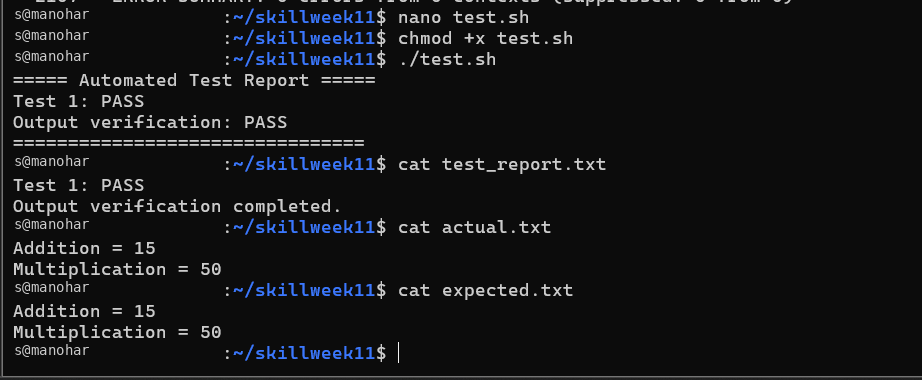 s@manohar :~/skillweek11$ nano test.sh
s@manohar :~/skillweek11$ chmod +x test.sh
s@manohar :~/skillweek11$ ./test.sh
===== Automated Test Report =====
Test 1: PASS
Output verification: PASS
================================
s@manohar :~/skillweek11$ cat test_report.txt
Test 1: PASS
Output verification completed.
s@manohar :~/skillweek11$ cat actual.txt
Addition = 15
Multiplication = 50
s@manohar :~/skillweek11$ cat expected.txt
Addition = 15
Multiplication = 50
s@manohar :~/skillweek11$